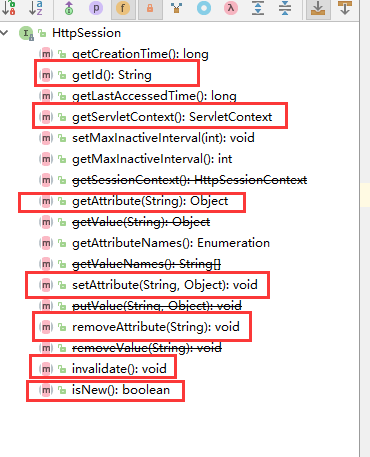 HttpSession
getCreationTime(): long
getId(): String
getLastAccessedTime(): long
getServletContext(): ServletContext
setMaxInactiveInterval(int): void
getMaxInactiveInterval(): int
getSessionContext(): HttpSessionContext
getAttribute(String): Object
getValue(String): Object
getAttributeNames(): Enumeration
getValueNames(): String[]
setAttribute(String, Object): void
putValue(String, Object): void
removeAttribute(String): void
removeValue(String): void
invalidate(): void
isNew(): boolean